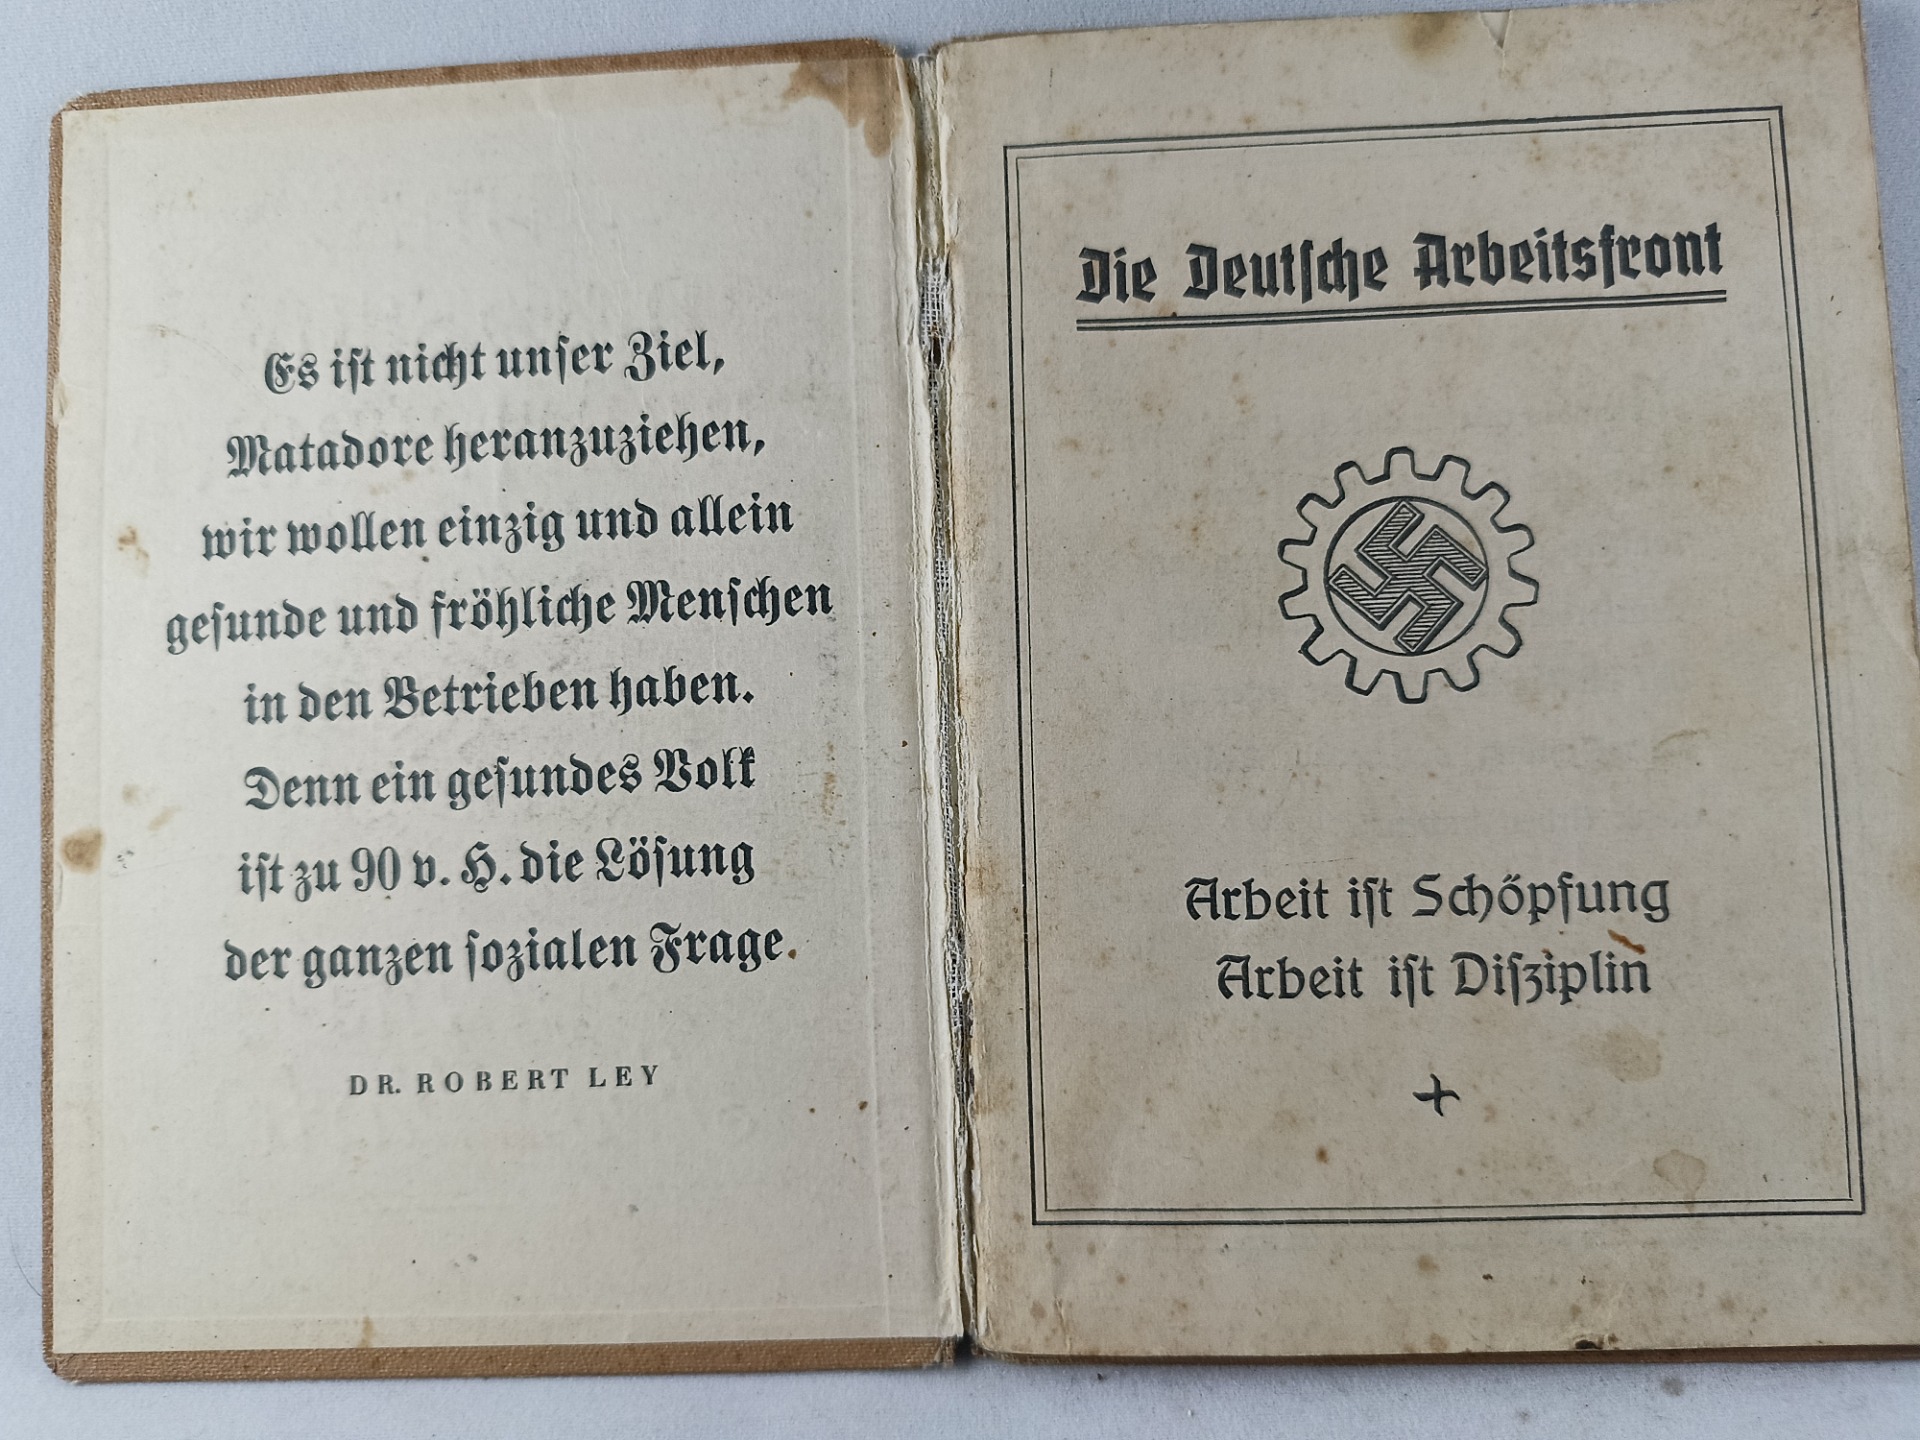 Es ist nicht unser Ziel,
Matadore heranzuziehen,
wir wollen einzig und allein
gesunde und fröhliche Menschen
in den Betrieben haben.
Denn ein gesundes Volk
ist zu 90 v. H. die Lösung
der ganzen sozialen Frage.
DR. ROBERT LEY
Die Deutsche Arbeitsfront
Arbeit ist Schöpfung
Arbeit ist Disziplin